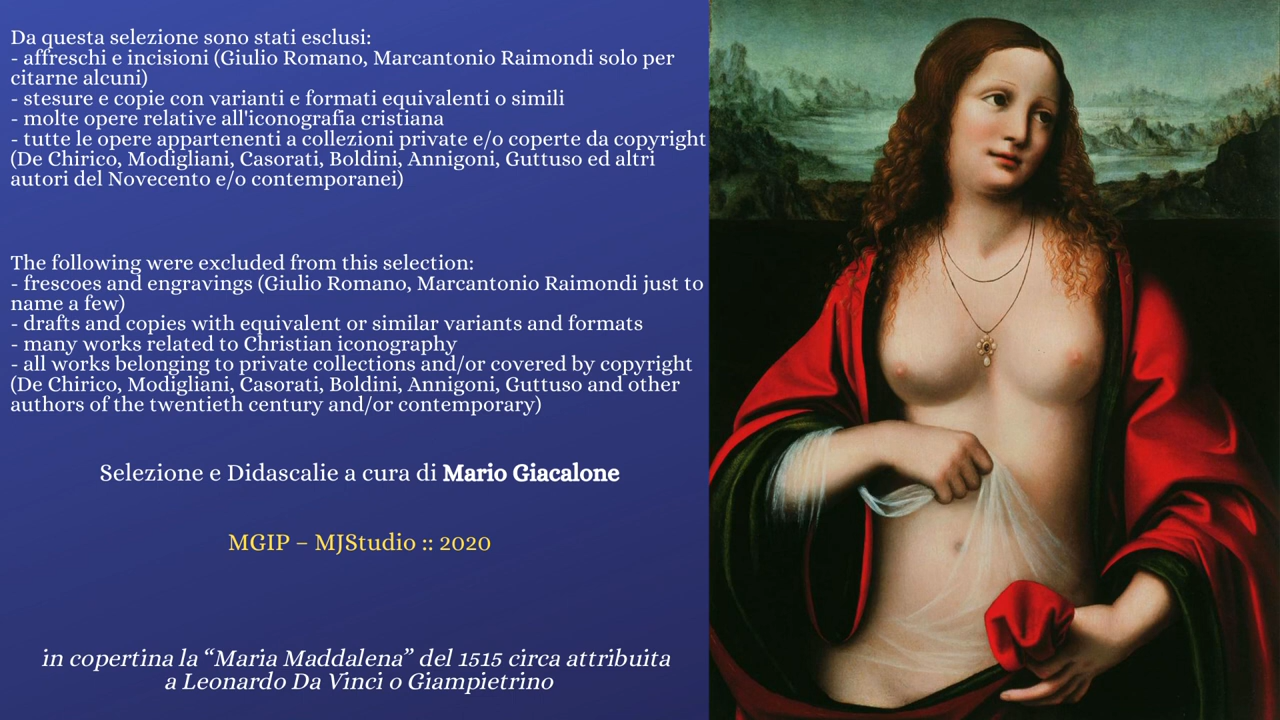 Da questa selezione sono stati esclusi:
- affreschi e incisioni (Giulio Romano, Marcantonio Raimondi solo per
citarne alcuni)
- stesure e copie con varianti e formati equivalenti o simili
- molte opere relative all'iconografia cristiana
- tutte le opere appartenenti a collezioni private e/o coperte da copyright
(De Chirico, Modigliani, Casorati, Boldini, Annigoni, Guttuso ed altri
autori del Novecento e/o contemporanei)
The following were excluded from this selection:
- frescoes and engravings (Giulio Romano, Marcantonio Raimondi just to
name a few)
- drafts and copies with equivalent or similar variants and formats
- many works related to Christian iconography
- all works belonging to private collections and/or covered by copyright
(De Chirico, Modigliani, Casorati, Boldini, Annigoni, Guttuso and other
authors of the twentieth century and/or contemporary)
Selezione e Didascalie a cura di Mario Giacalone
MGIP – MJStudio :: 2020
in copertina la “Maria Maddalena” del 1515 circa attribuita
a Leonardo Da Vinci o Giampietrino